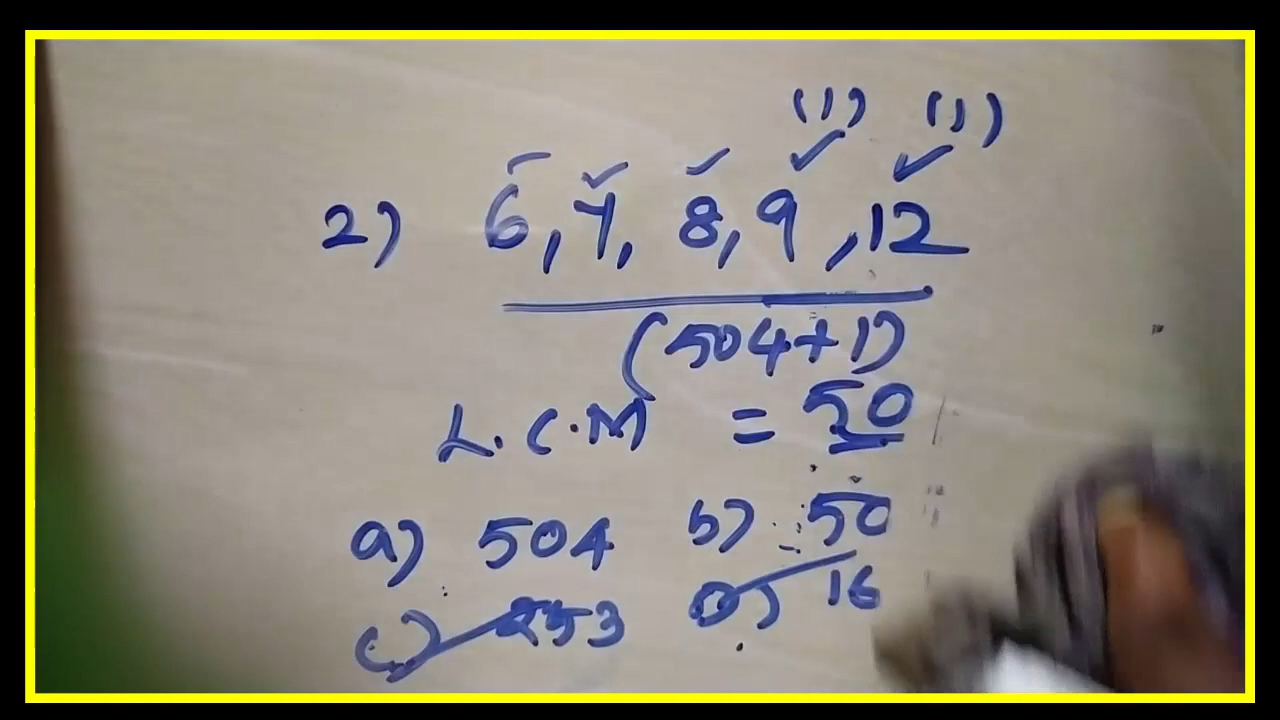 (1) (1)
2) 6, 7, 8, 9, 12
(504+1)
L.C.M = 50
a) 504 b) 50
c) 253 D) 16